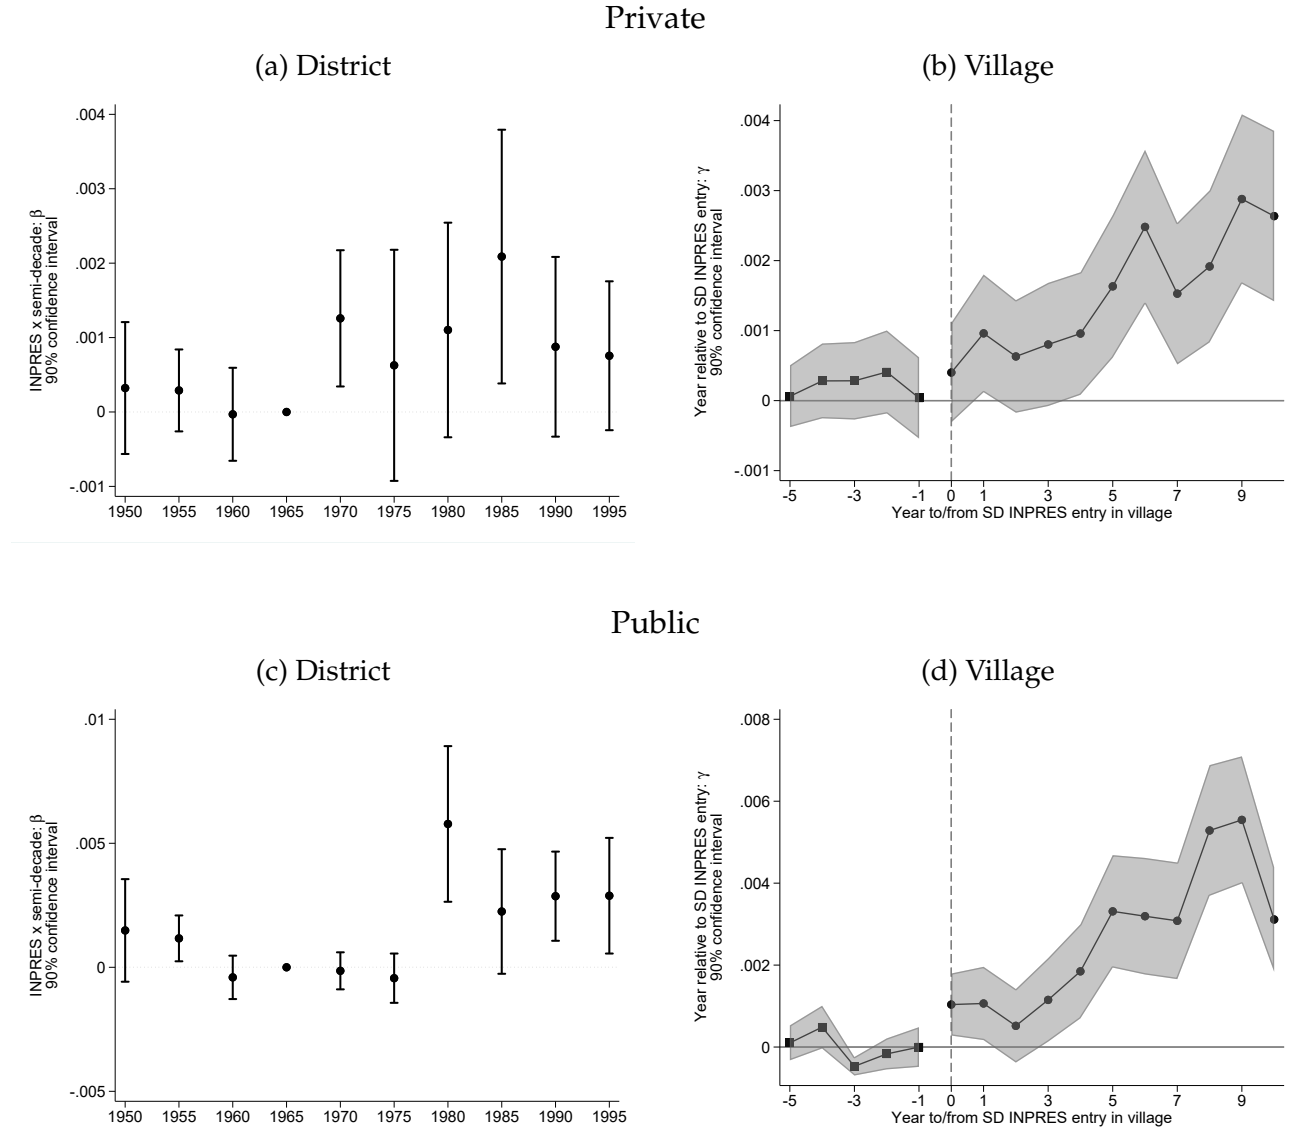 Private
(a) District
(b) Village
INPRES x semi-decade: β
90% confidence interval
.004
.003
.002
.001
0
-.001
1950 1955 1960 1965 1970 1975 1980 1985 1990 1995
Year relative to SD INPRES entry: γ
90% confidence interval
.004
.003
.002
.001
0
-.001
-5 -3 -1 0 1 3 5 7 9
Year to/from SD INPRES entry in village
Public
(c) District
(d) Village
INPRES x semi-decade: β
90% confidence interval
.01
.005
0
-.005
1950 1955 1960 1965 1970 1975 1980 1985 1990 1995
Year relative to SD INPRES entry: γ
90% confidence interval
.008
.006
.004
.002
0
-5 -3 -1 0 1 3 5 7 9
Year to/from SD INPRES entry in village